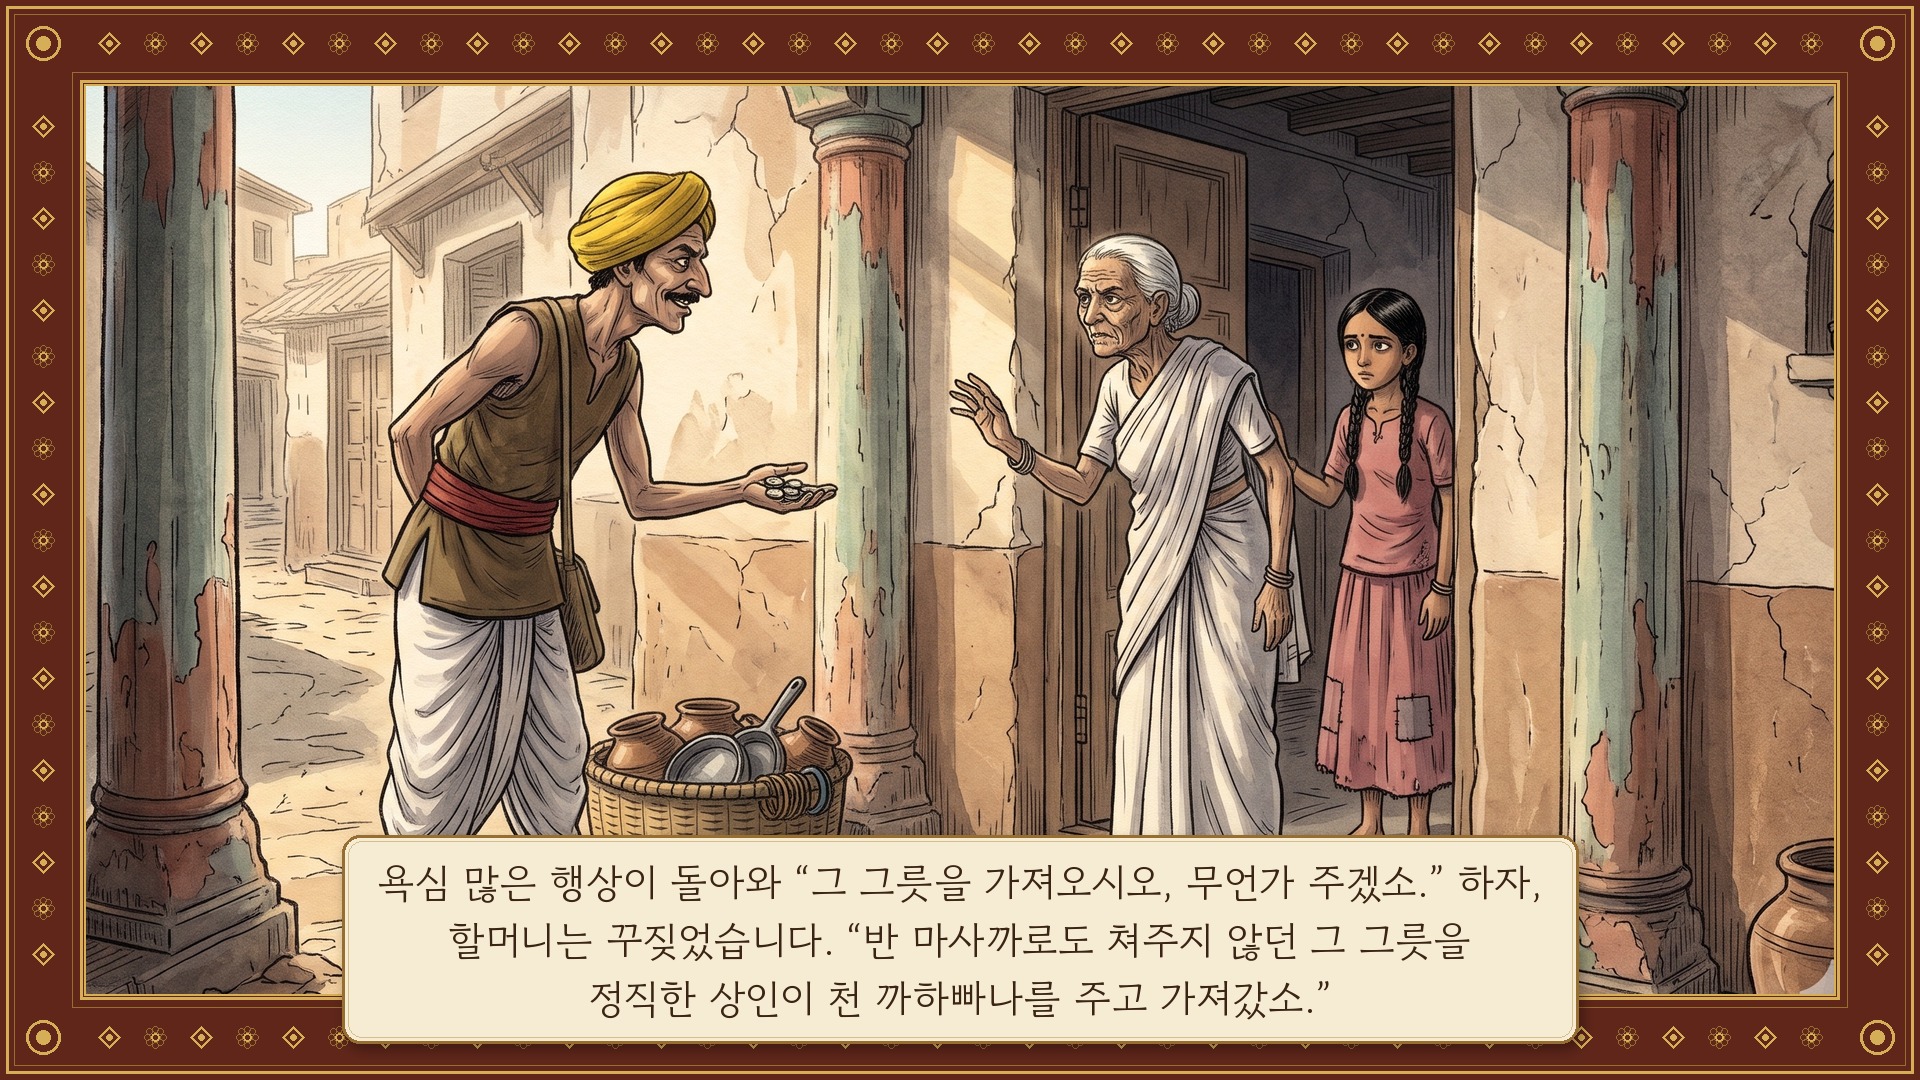 욕심 많은 행상이 돌아와 “그 그릇을 가져오시오, 무언가 주겠소.” 하자,
할머니는 꾸짖었습니다. “반 마사까로도 쳐주지 않던 그 그릇을
정직한 상인이 천 까하빠나를 주고 가져갔소.”